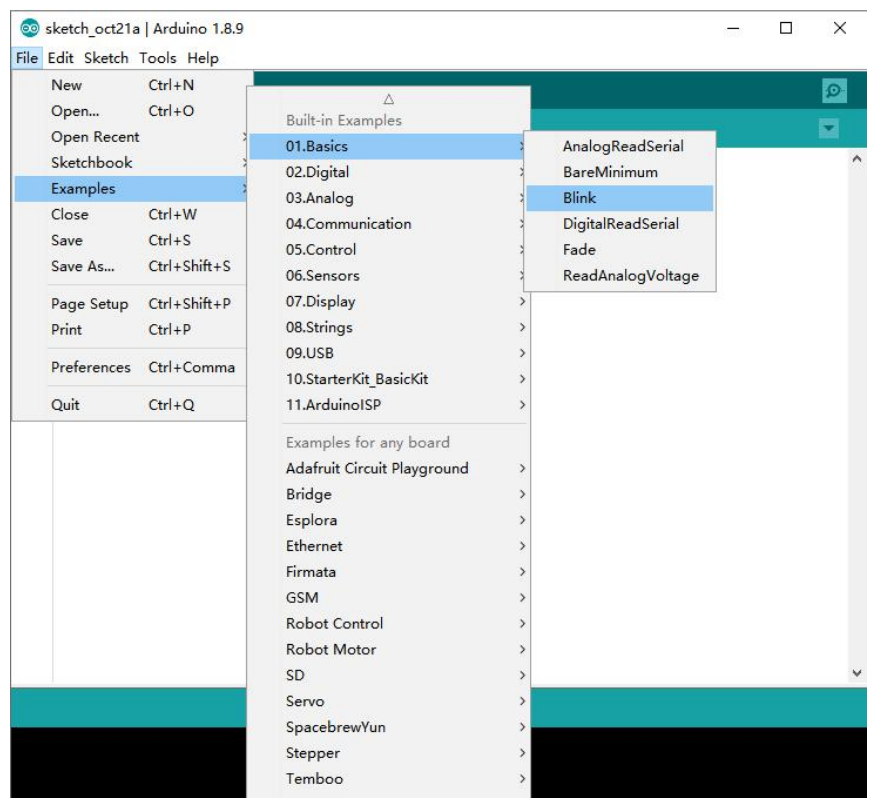 sketch_oct21a | Arduino 1.8.9
File Edit Sketch Tools Help
New Ctrl+N
Open... Ctrl+O
Open Recent
Sketchbook
Examples
Close Ctrl+W
Save Ctrl+S
Save As... Ctrl+Shift+S
Page Setup Ctrl+Shift+P
Print Ctrl+P
Preferences Ctrl+Comma
Quit Ctrl+Q
Built-in Examples
01.Basics
02.Digital
03.Analog
04.Communication
05.Control
06.Sensors
07.Display
08.Strings
09.USB
10.StarterKit_BasicKit
11.ArduinoISP
Examples for any board
Adafruit Circuit Playground
Bridge
Esplora
Ethernet
Firmata
GSM
Robot Control
Robot Motor
SD
Servo
SpacebrewYun
Stepper
Temboo
AnalogReadSerial
BareMinimum
Blink
DigitalReadSerial
Fade
ReadAnalogVoltage